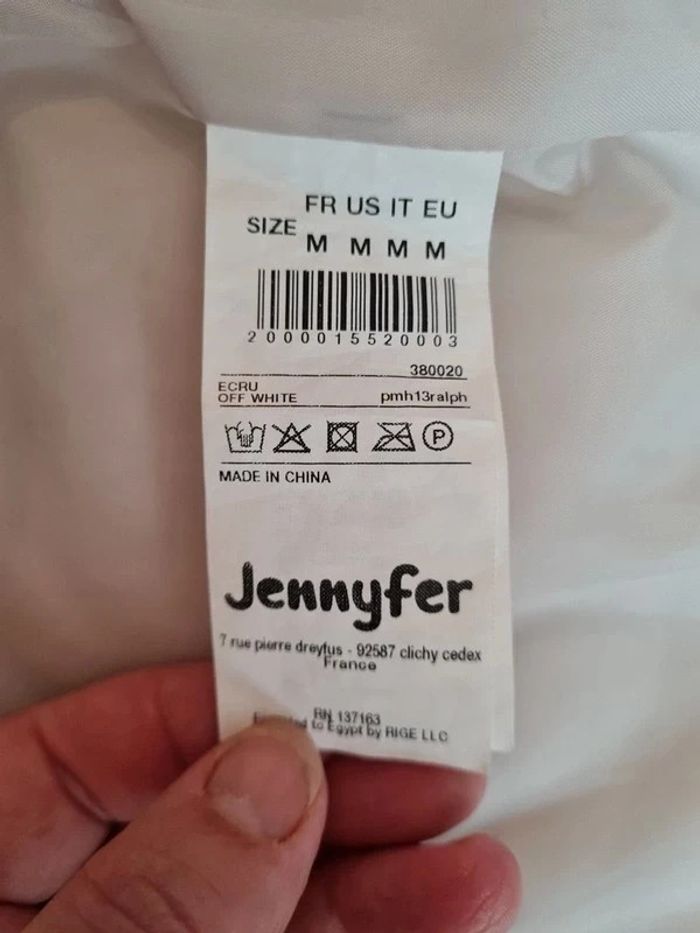 FR US IT EU
SIZE M M M M
2000015520003
380020
ECRU
OFF WHITE pmh13ralph
P
MADE IN CHINA
Jennyfer
7 rue pierre dreyfus - 92587 clichy cedex
France
RN 137163
to Egypt by RIGE LLC